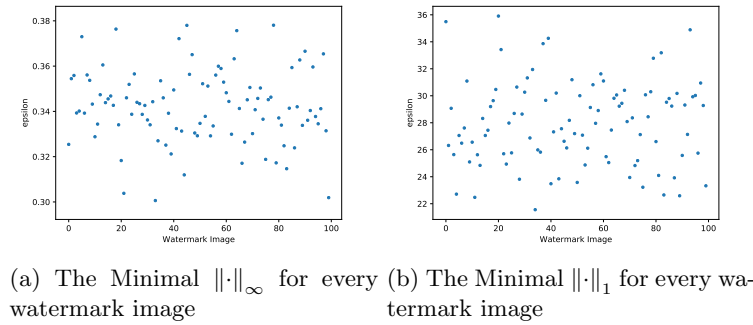 0.38
0.36
0.34
0.32
0.30
epsilon
0 20 40 60 80 100
Watermark Image
36
34
32
30
28
26
24
22
epsilon
0 20 40 60 80 100
Watermark Image
(a) The Minimal ‖·‖∞ for every
watermark image
(b) The Minimal ‖·‖₁ for every wa-
termark image